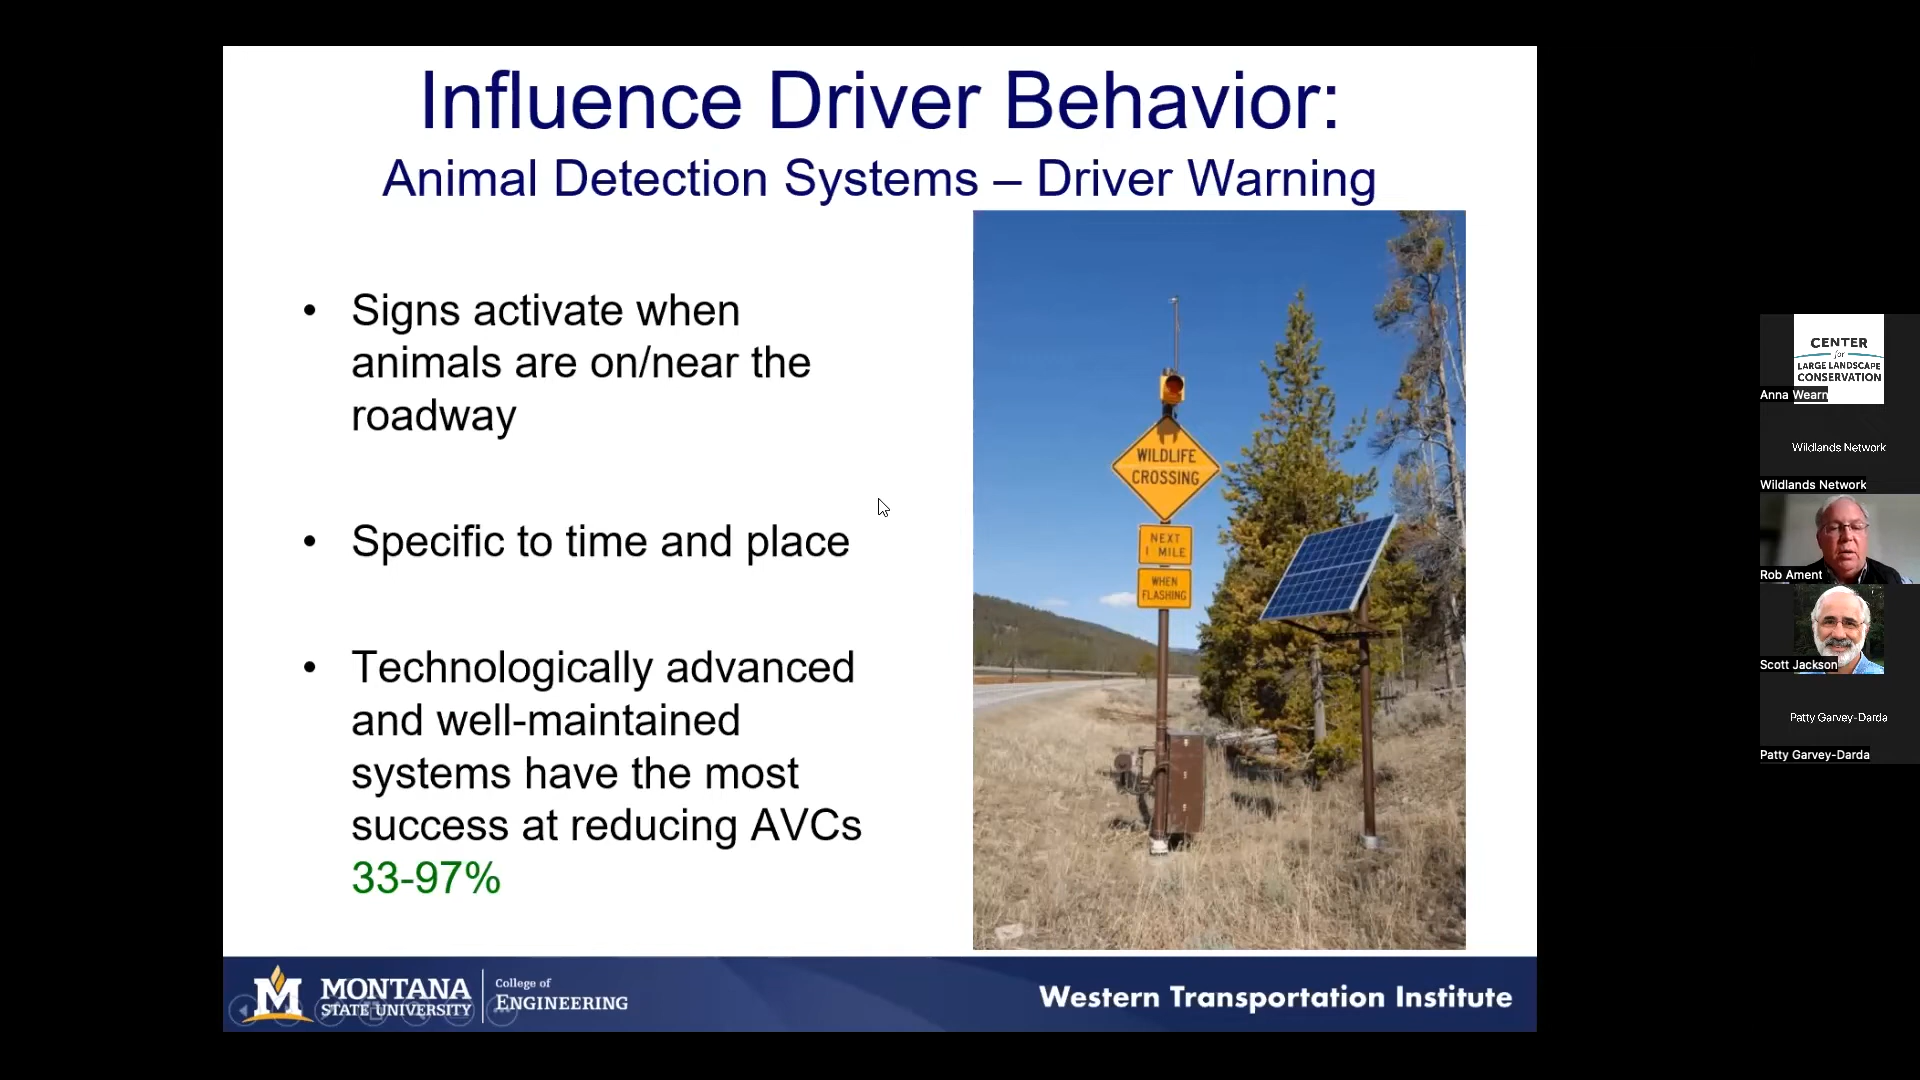 Influence Driver Behavior:
Animal Detection Systems – Driver Warning
• Signs activate when
animals are on/near the
roadway
• Specific to time and place
• Technologically advanced
and well-maintained
systems have the most
success at reducing AVCs
33-97%
WILDLIFE
CROSSING
NEXT
1 MILE
WHEN
FLASHING
M MONTANA
STATE UNIVERSITY
College of
ENGINEERING
Western Transportation Institute
CENTER
for
LARGE LANDSCAPE
CONSERVATION
Anna Wearn
Wildlands Network
Wildlands Network
Rob Ament
Scott Jackson
Patty Garvey-Darda
Patty Garvey-Darda